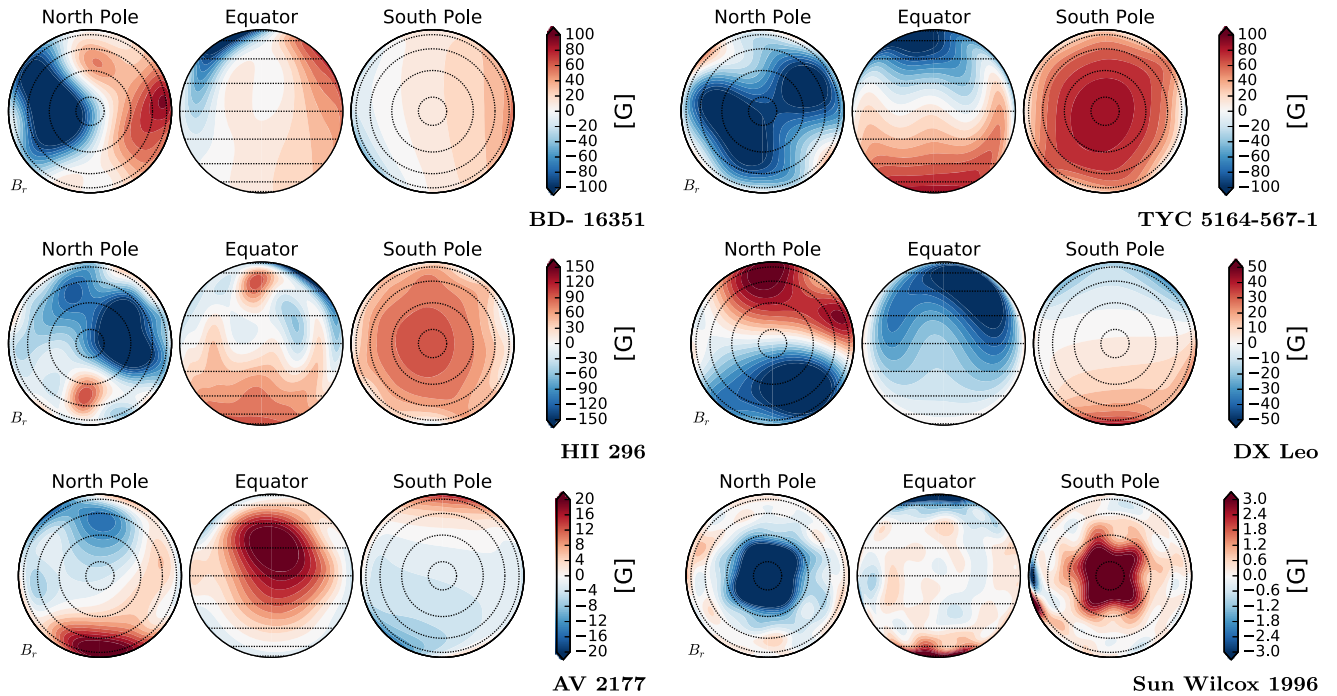 North Pole Equator South Pole
100
80
60
40
20
0
−20
−40
−60
−80
−100
[G]
B_r
BD- 16351
North Pole Equator South Pole
100
80
60
40
20
0
−20
−40
−60
−80
−100
[G]
B_r
TYC 5164-567-1
North Pole Equator South Pole
150
120
90
60
30
0
−30
−60
−90
−120
−150
[G]
B_r
HII 296
North Pole Equator South Pole
50
40
30
20
10
0
−10
−20
−30
−40
−50
[G]
B_r
DX Leo
North Pole Equator South Pole
20
16
12
8
4
0
−4
−8
−12
−16
−20
[G]
B_r
AV 2177
North Pole Equator South Pole
3.0
2.4
1.8
1.2
0.6
0.0
−0.6
−1.2
−1.8
−2.4
−3.0
[G]
B_r
Sun Wilcox 1996